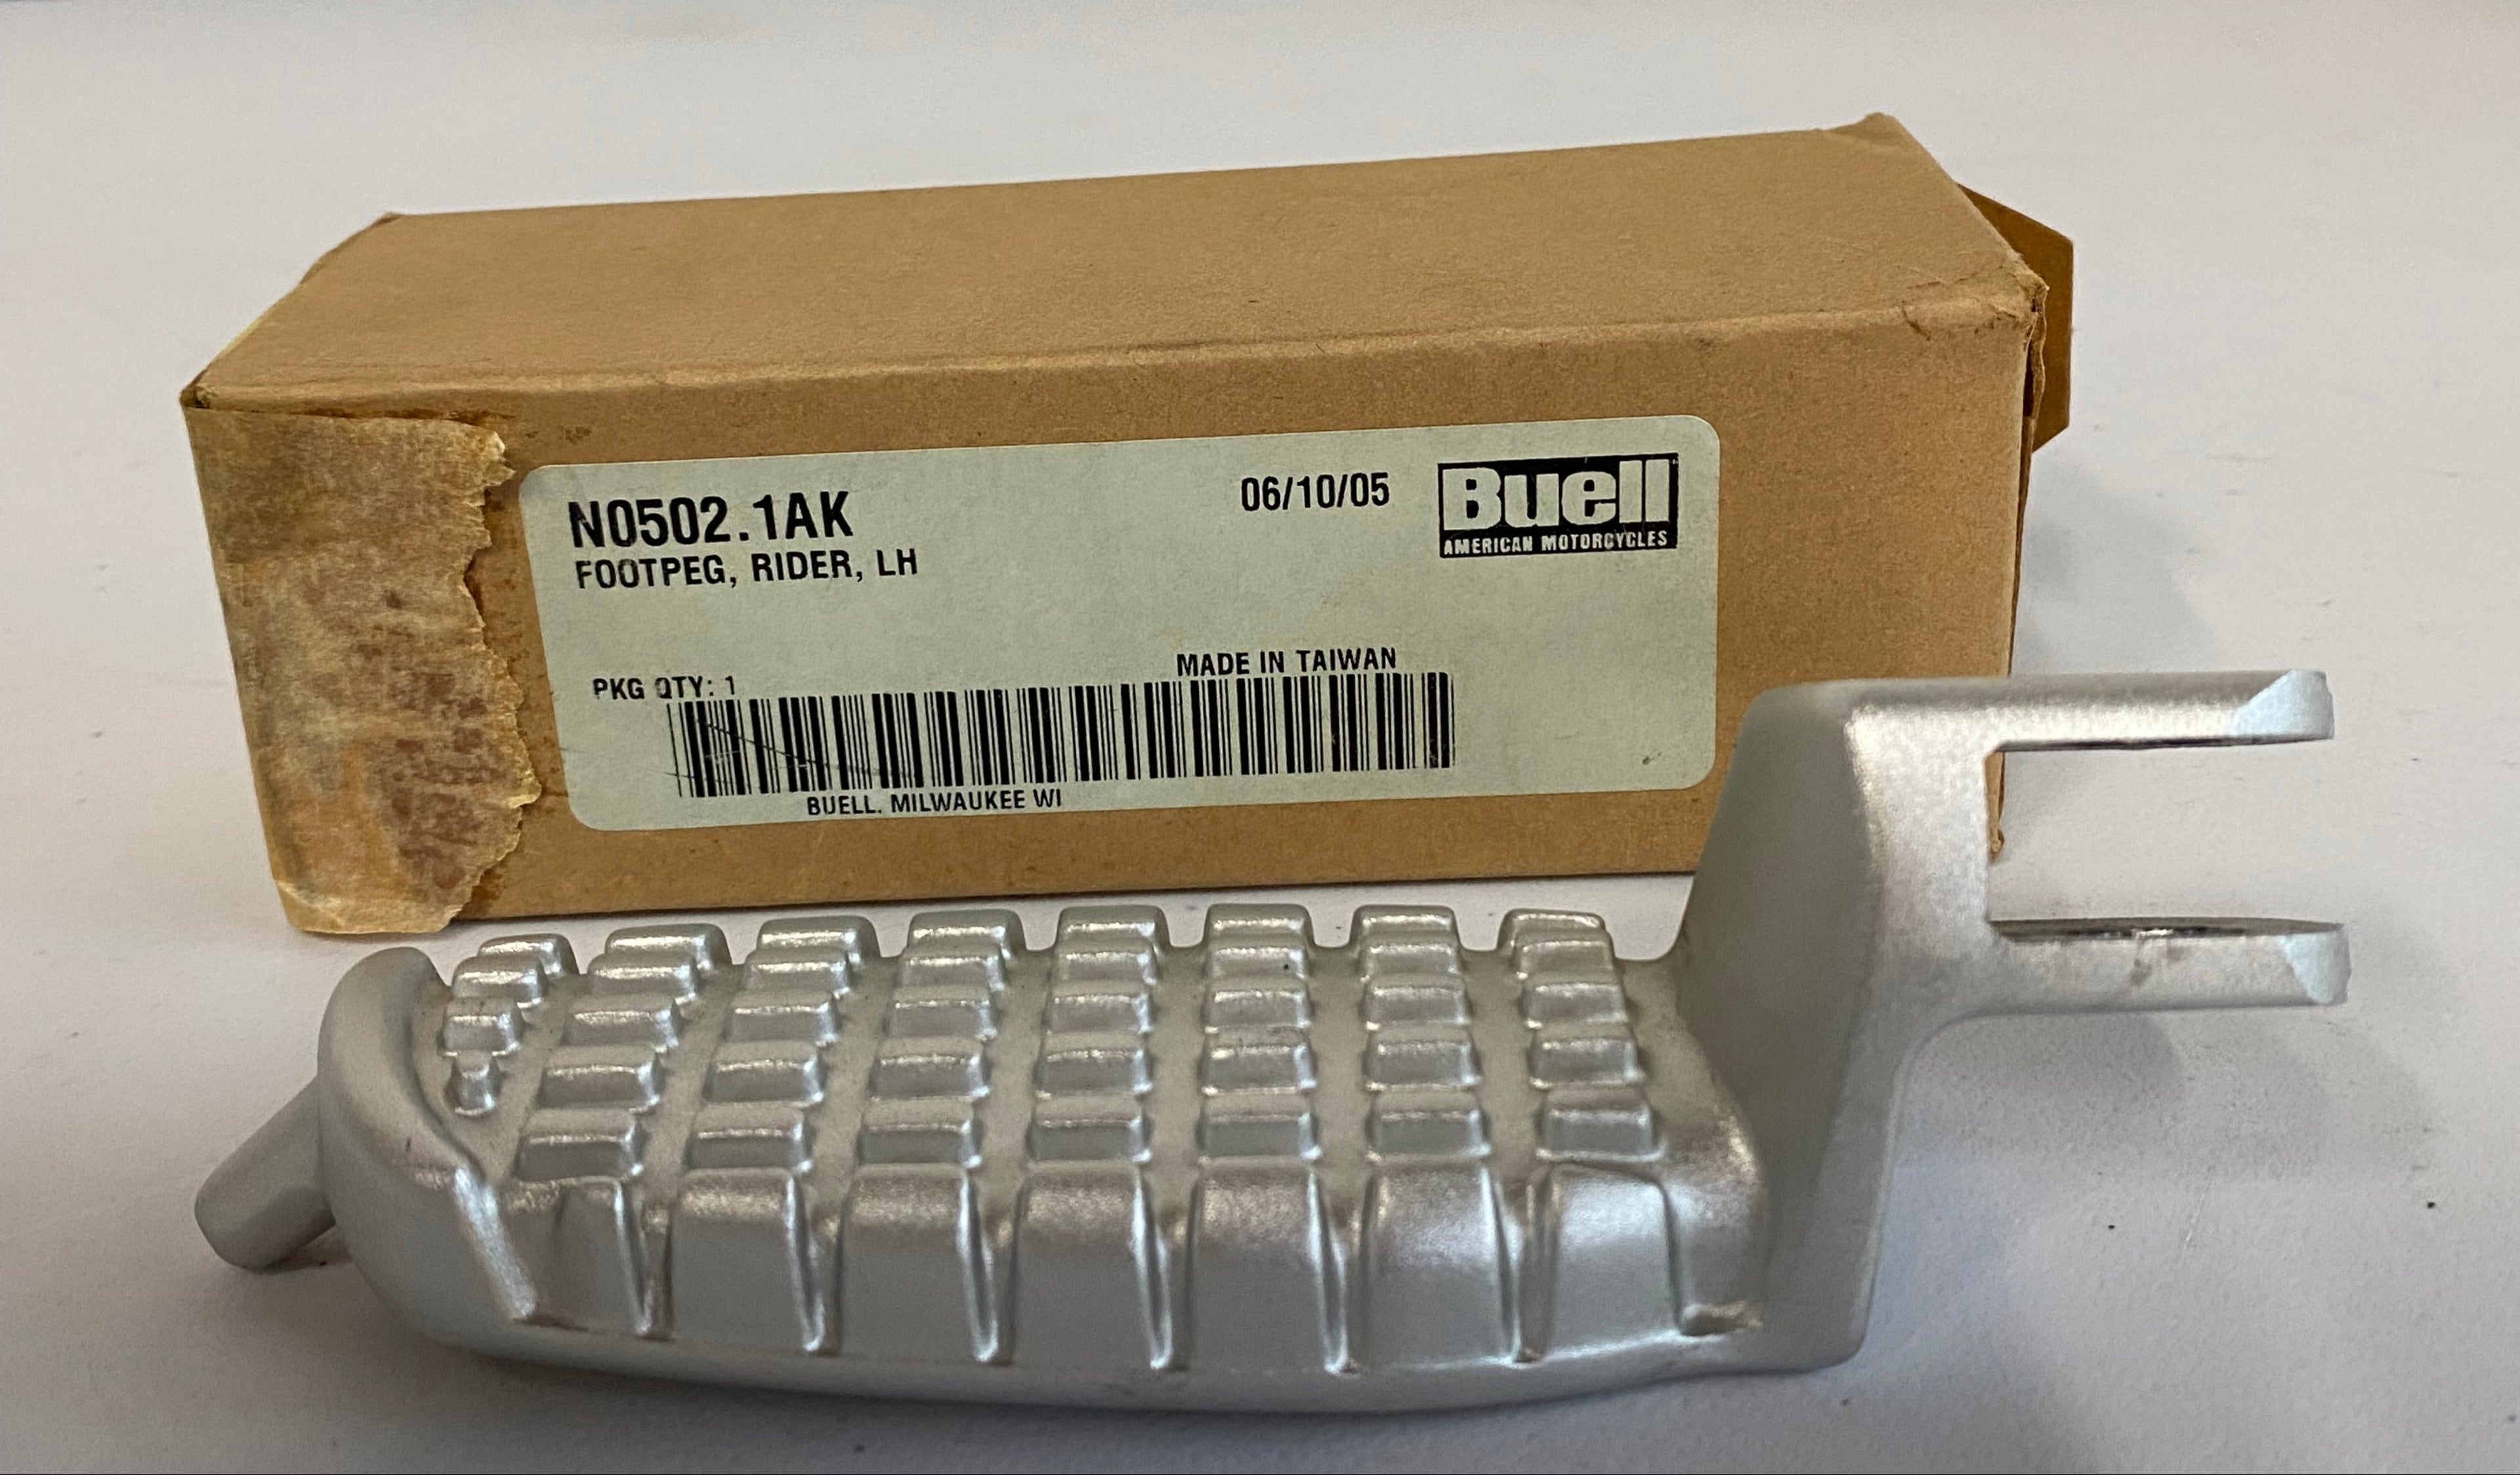 N0502.1AK
06/10/05
Buell
AMERICAN MOTORCYCLES
FOOTPEG, RIDER, LH
MADE IN TAIWAN
PKG QTY: 1
BUELL. MILWAUKEE WI